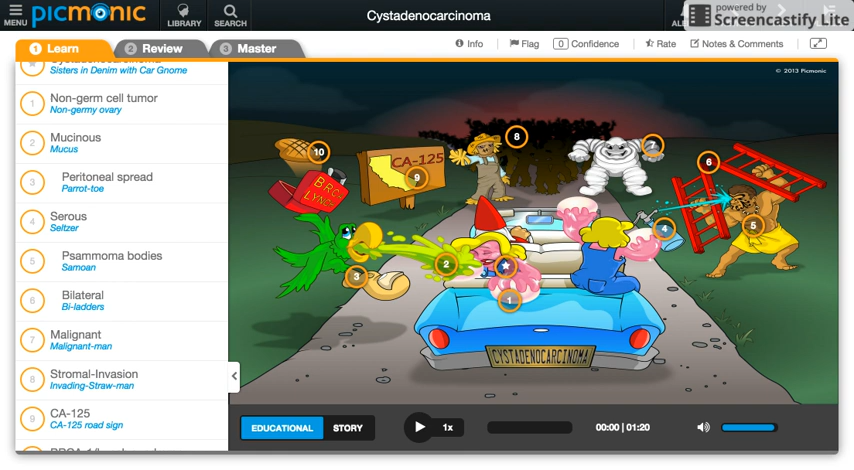 MENU
picmonic
LIBRARY
SEARCH
Cystadenocarcinoma
powered by
Screencastify Lite
1 Learn
2 Review
3 Master
Info
Flag
0 Confidence
Rate
Notes & Comments
Cystadenocarcinoma
Sisters in Denim with Car Gnome
1 Non-germ cell tumor
Non-germy ovary
2 Mucinous
Mucus
3 Peritoneal spread
Parrot-toe
4 Serous
Seltzer
5 Psammoma bodies
Samoan
6 Bilateral
Bi-ladders
7 Malignant
Malignant-man
8 Stromal-Invasion
Invading-Straw-man
9 CA-125
CA-125 road sign
© 2013 Picmonic
10
CA-125
9
8
7
6
BRC
LYNCH
5
4
3
2
1
CYSTADENOCARCINOMA
EDUCATIONAL
STORY
1x
00:00 | 01:20